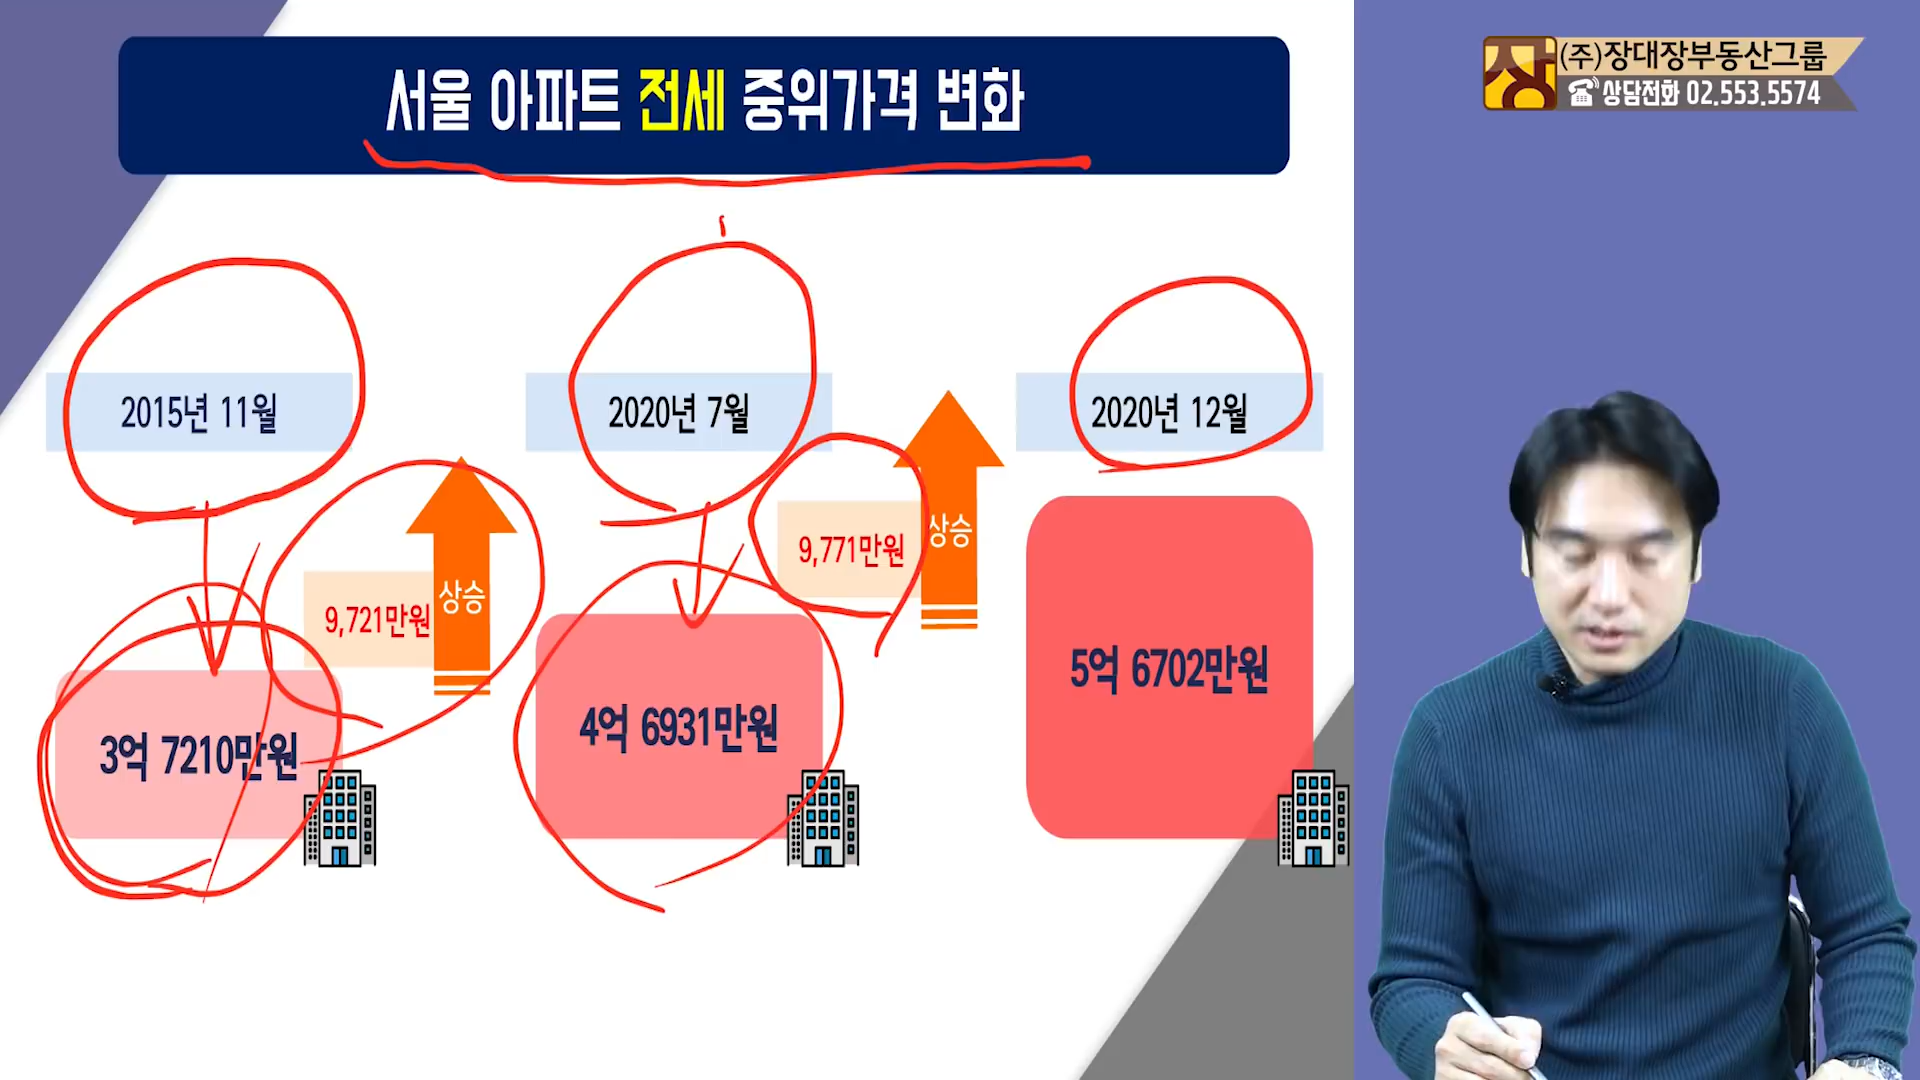 서울 아파트 전세 중위가격 변화
(주)장대장부동산그룹
상담전화 02.553.5574
장
2015년 11월
2020년 7월
2020년 12월
9,721만원
상승
9,771만원
상승
3억 7210만원
4억 6931만원
5억 6702만원